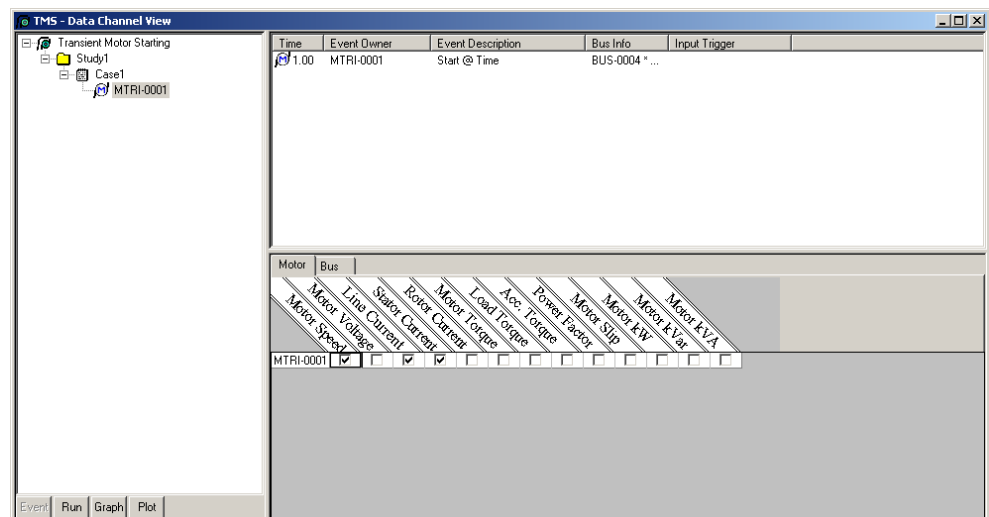 TMS - Data Channel View
Transient Motor Starting
Study1
Case1
MTRI-0001
Event Run Graph Plot
Time Event Owner Event Description Bus Info Input Trigger
1.00 MTRI-0001 Start @ Time BUS-0004 * ...
Motor Bus
Motor Speed
Motor Voltage
Line Current
Stator Current
Rotor Current
Motor Torque
Load Torque
Acc. Torque
Power Factor
Motor Slip
Motor kW
Motor kVar
Motor kVA
MTRI-0001